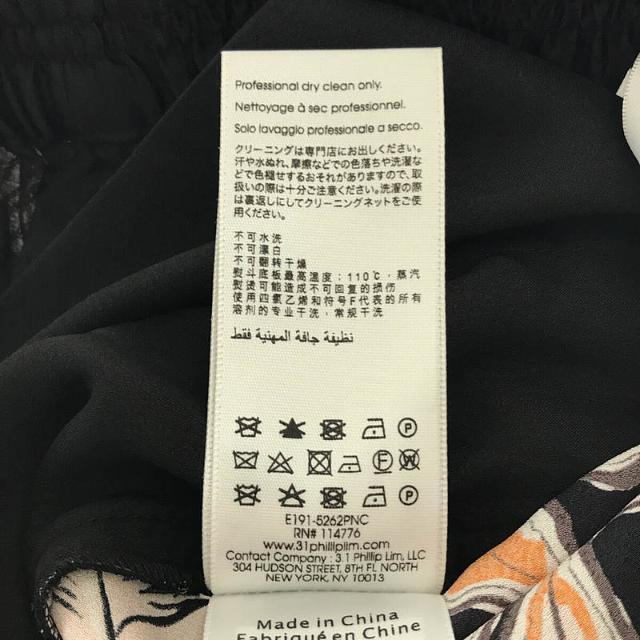 Professional dry clean only.
Nettoyage à sec professionnel.
Solo lavaggio professionale a secco.
クリーニングは専門店にお出しください。
汗や水ぬれ、摩擦などでの色落ちや洗濯な
どで色褪せするおそれがありますので、取
扱いの際は十分ご注意ください。洗濯の際
は裏返しにしてクリーニングネットをご使
用ください。
不可水洗
不可漂白
不可翻转干燥
熨斗底板最高温度：110℃，蒸汽
熨烫可能造成不可回复的损伤
使用四氯乙烯和符号F代表的所有
溶剂的专业干洗，常规干洗
نظيفة جافة المهنية فقط
P
F W
P
E191-5262PNC
RN# 114776
www.31philliplim.com
Contact Company: 3.1 Phillip Lim, LLC
304 HUDSON STREET, 8TH FL NORTH
NEW YORK, NY 10013
Made in China
Fabriqué en Chine